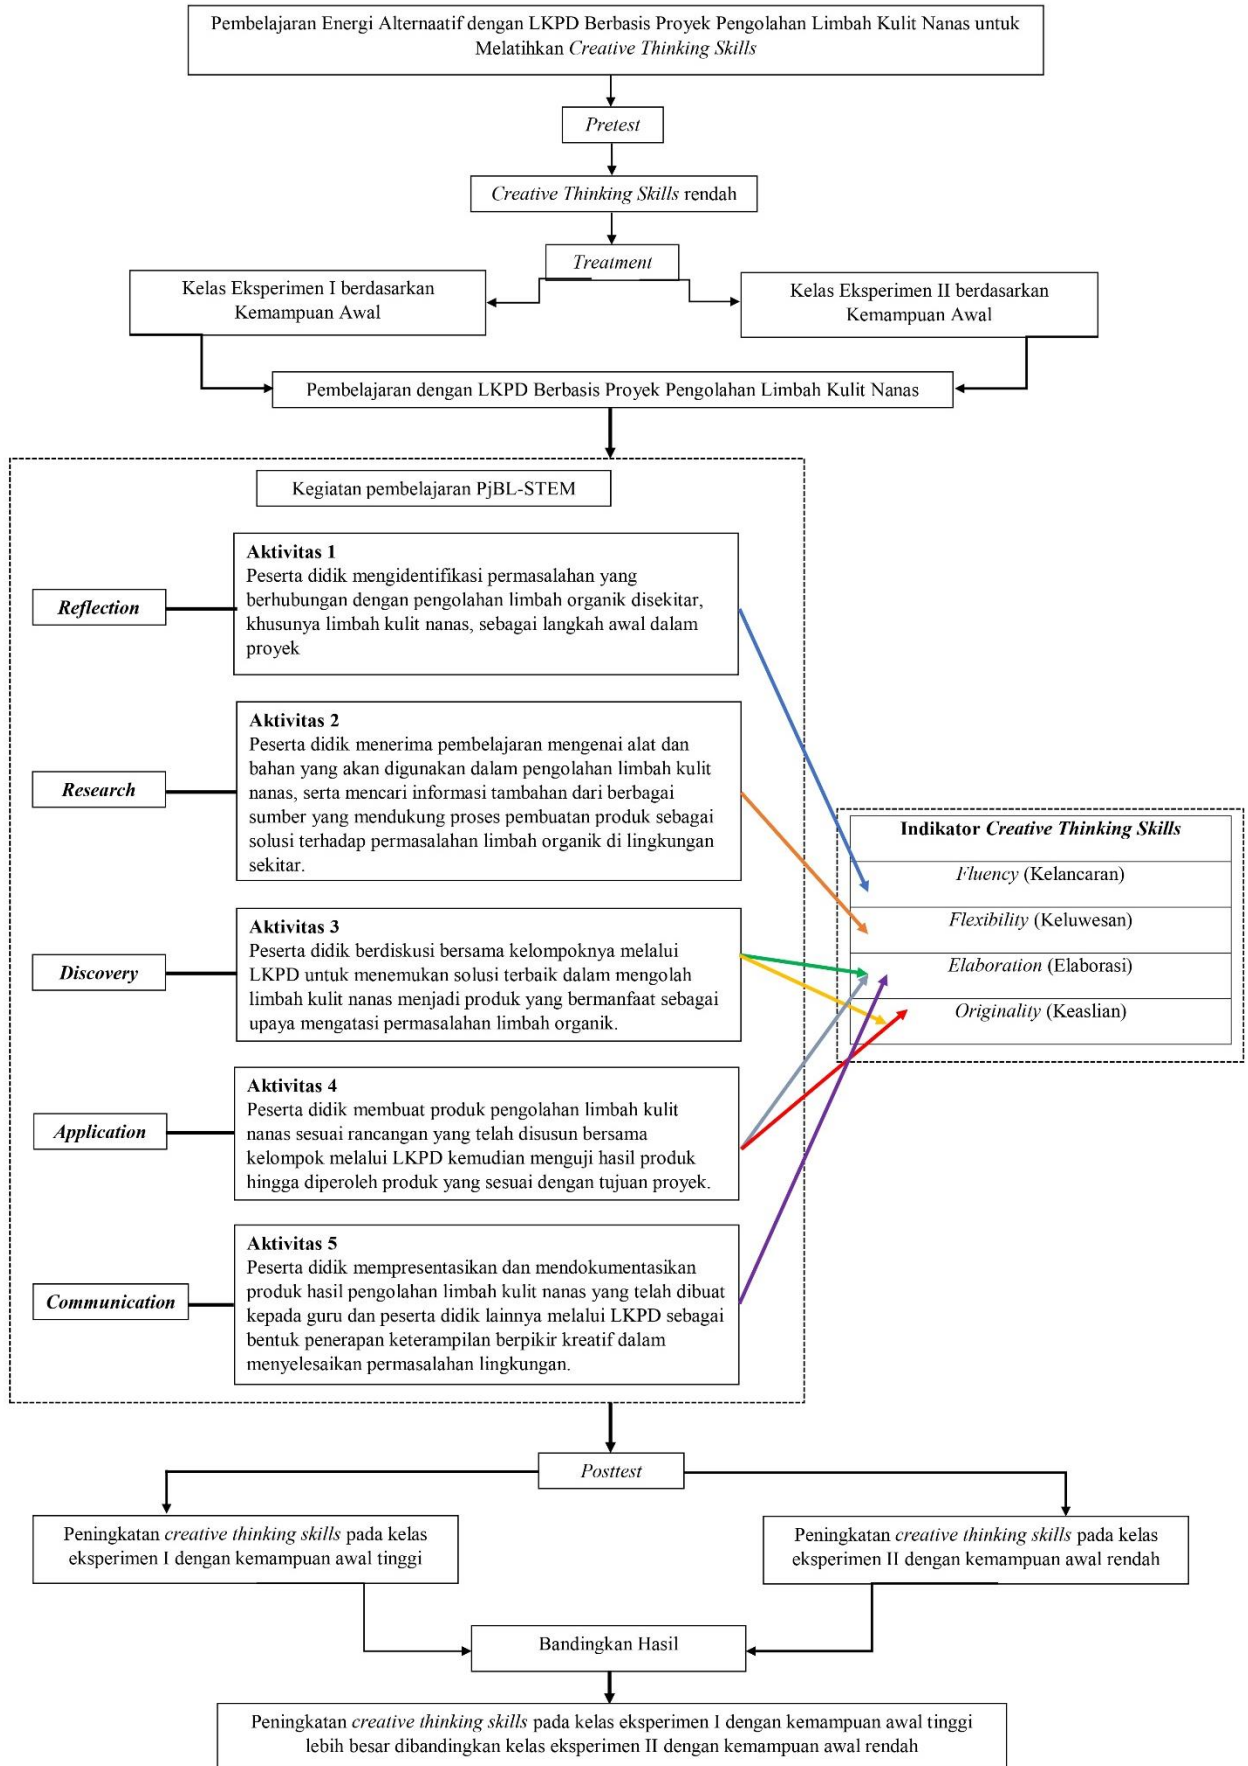 Pembelajaran Energi Alternaatif dengan LKPD Berbasis Proyek Pengolahan Limbah Kulit Nanas untuk
Melatihkan Creative Thinking Skills
Pretest
Creative Thinking Skills rendah
Treatment
Kelas Eksperimen I berdasarkan
Kemampuan Awal
Kelas Eksperimen II berdasarkan
Kemampuan Awal
Pembelajaran dengan LKPD Berbasis Proyek Pengolahan Limbah Kulit Nanas
Kegiatan pembelajaran PjBL-STEM
Reflection
Aktivitas 1
Peserta didik mengidentifikasi permasalahan yang
berhubungan dengan pengolahan limbah organik disekitar,
khusunya limbah kulit nanas, sebagai langkah awal dalam
proyek
Research
Aktivitas 2
Peserta didik menerima pembelajaran mengenai alat dan
bahan yang akan digunakan dalam pengolahan limbah kulit
nanas, serta mencari informasi tambahan dari berbagai
sumber yang mendukung proses pembuatan produk sebagai
solusi terhadap permasalahan limbah organik di lingkungan
sekitar.
Discovery
Aktivitas 3
Peserta didik berdiskusi bersama kelompoknya melalui
LKPD untuk menemukan solusi terbaik dalam mengolah
limbah kulit nanas menjadi produk yang bermanfaat sebagai
upaya mengatasi permasalahan limbah organik.
Application
Aktivitas 4
Peserta didik membuat produk pengolahan limbah kulit
nanas sesuai rancangan yang telah disusun bersama
kelompok melalui LKPD kemudian menguji hasil produk
hingga diperoleh produk yang sesuai dengan tujuan proyek.
Communication
Aktivitas 5
Peserta didik mempresentasikan dan mendokumentasikan
produk hasil pengolahan limbah kulit nanas yang telah dibuat
kepada guru dan peserta didik lainnya melalui LKPD sebagai
bentuk penerapan keterampilan berpikir kreatif dalam
menyelesaikan permasalahan lingkungan.
Indikator Creative Thinking Skills
Fluency (Kelancaran)
Flexibility (Keluwesan)
Elaboration (Elaborasi)
Originality (Keaslian)
Posttest
Peningkatan creative thinking skills pada kelas
eksperimen I dengan kemampuan awal tinggi
Peningkatan creative thinking skills pada kelas
eksperimen II dengan kemampuan awal rendah
Bandingkan Hasil
Peningkatan creative thinking skills pada kelas eksperimen I dengan kemampuan awal tinggi
lebih besar dibandingkan kelas eksperimen II dengan kemampuan awal rendah